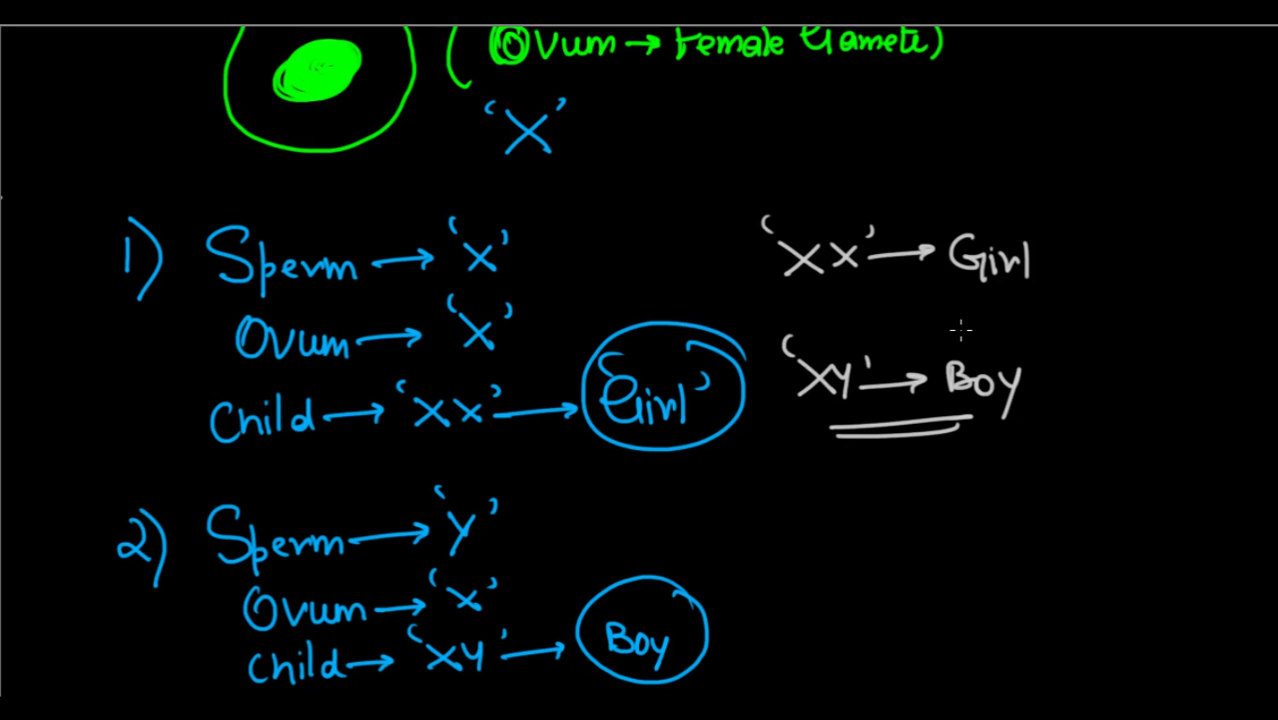 (Ovum → Female Gamete)
'X'
1) Sperm → 'X'
Ovum → 'X'
Child → 'XX' → 'Girl'
'XX' → Girl
'XY' → Boy
2) Sperm → 'Y'
Ovum → 'X'
Child → 'XY' → Boy